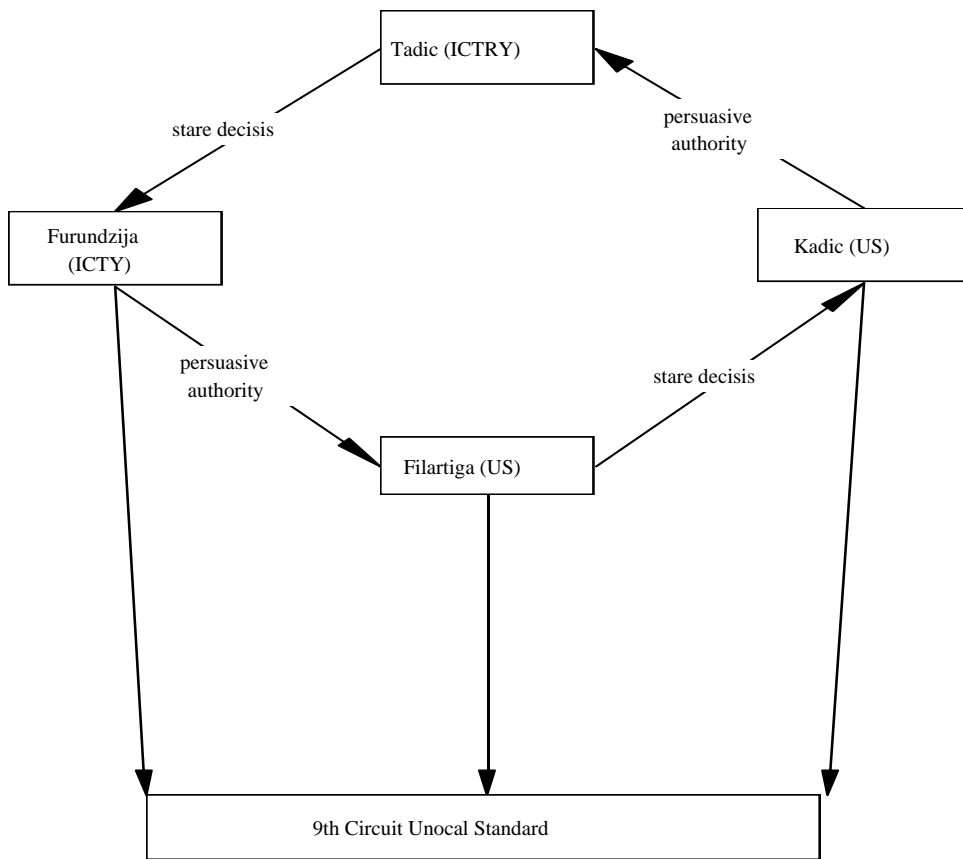 Tadic (ICTRY)
persuasive
authority
stare decisis
Furundzija
(ICTY)
Kadic (US)
persuasive
authority
stare decisis
Filartiga (US)
9th Circuit Unocal Standard